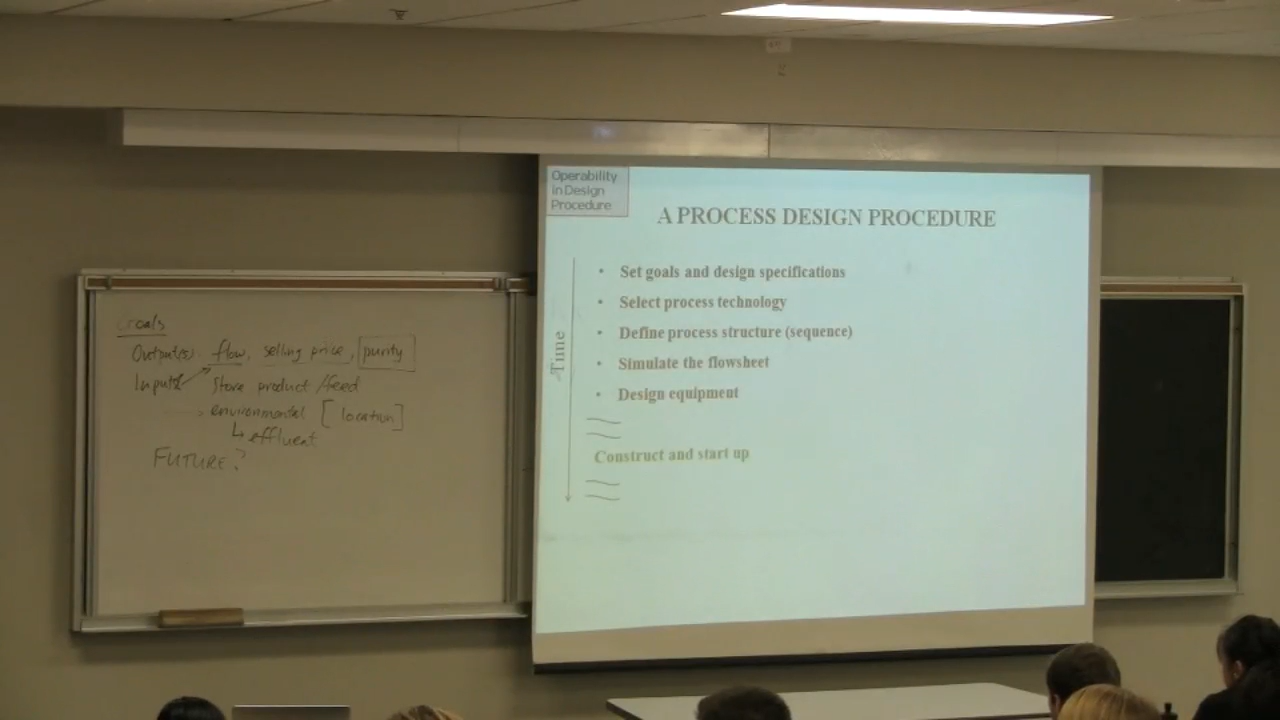 Goals
Output(s) flow, selling price, purity
Inputs Store product/feed
environmental [location]
↳ effluent
FUTURE?
Operability
in Design
Procedure
A PROCESS DESIGN PROCEDURE
Time
• Set goals and design specifications
• Select process technology
• Define process structure (sequence)
• Simulate the flowsheet
• Design equipment
Construct and start up